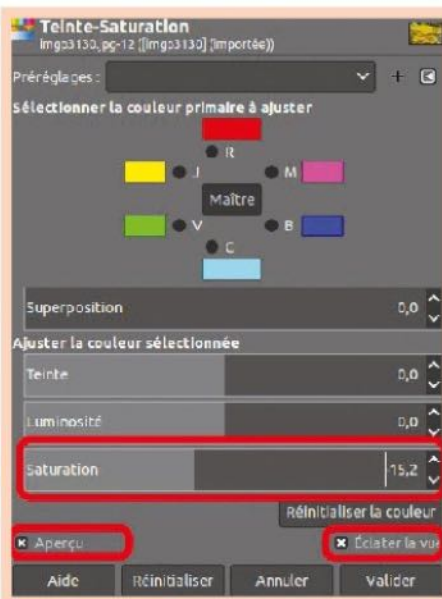 Teinte-Saturation
imgp3130.pg-12 ([imgp3130] (importée))
Préréglages :
Sélectionner la couleur primaire à ajuster
R
J M
Maître
V B
C
Superposition 0,0
Ajuster la couleur sélectionnée
Teinte 0,0
Luminosité 0,0
Saturation -15,2
Réinitialiser la couleur
Aperçu Éclater la vue
Aide Réinitialiser Annuler Valider